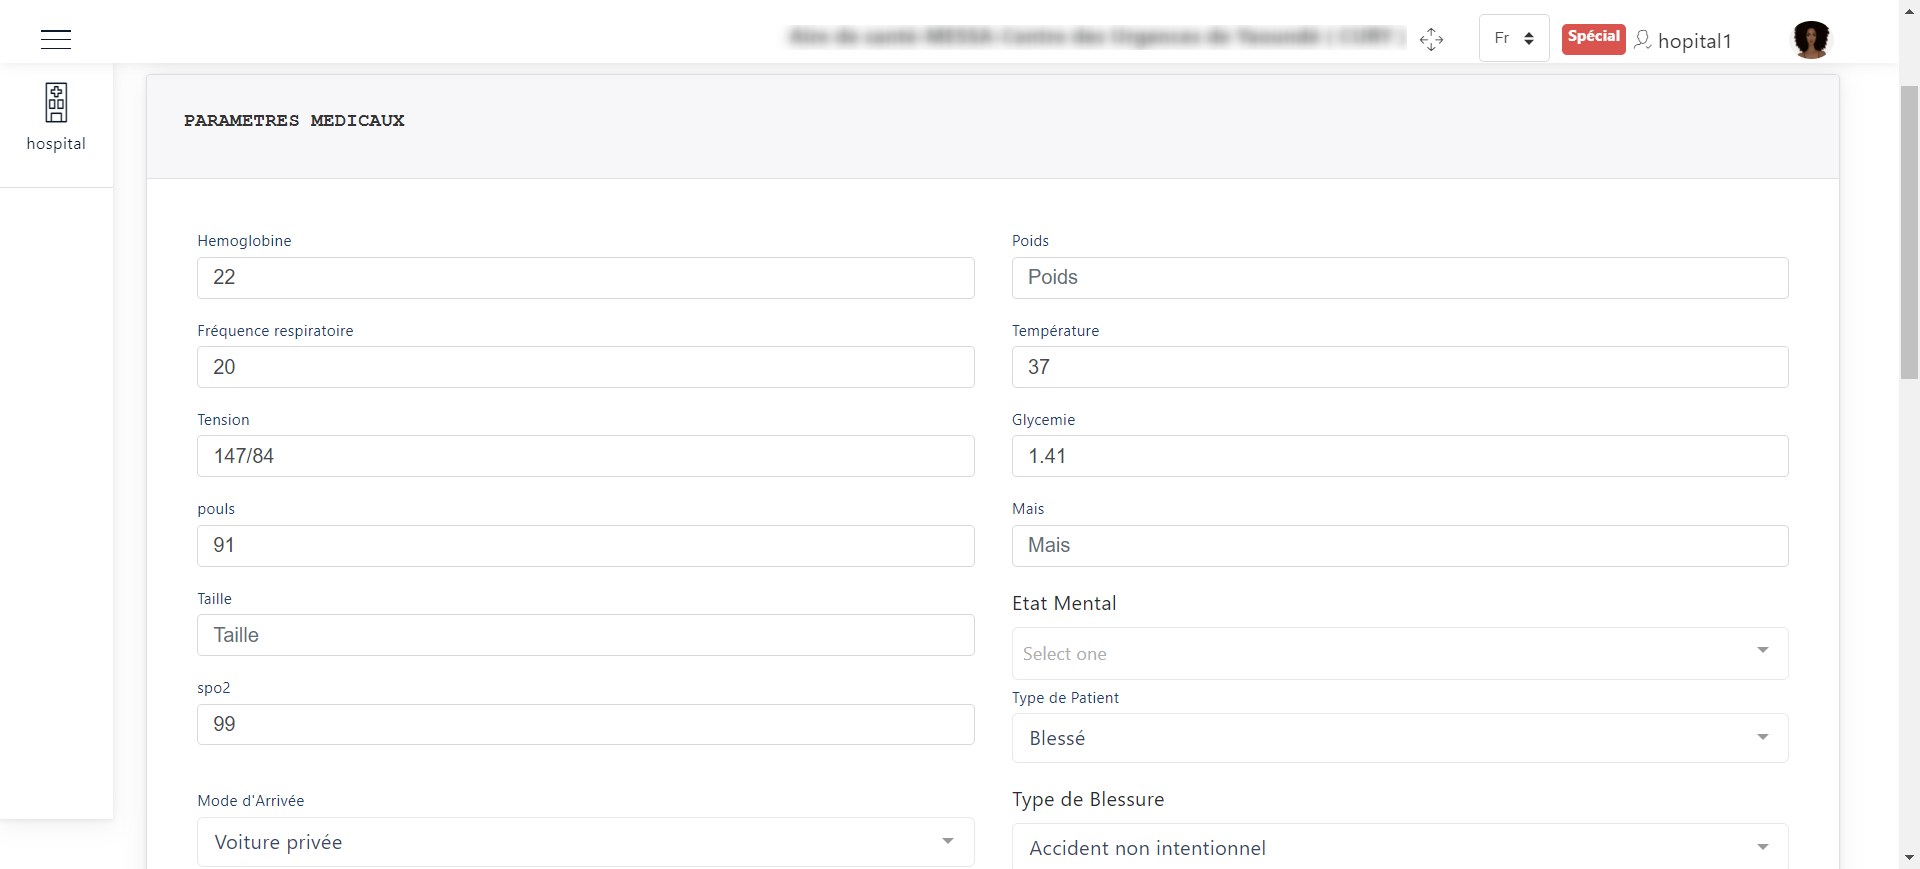 Fr
Spécial
hopital1
hospital
PARAMETRES MEDICAUX
Hemoglobine
22
Poids
Poids
Fréquence respiratoire
20
Température
37
Tension
147/84
Glycemie
1.41
pouls
91
Mais
Mais
Taille
Taille
Etat Mental
Select one
spo2
99
Type de Patient
Blessé
Mode d'Arrivée
Voiture privée
Type de Blessure
Accident non intentionnel